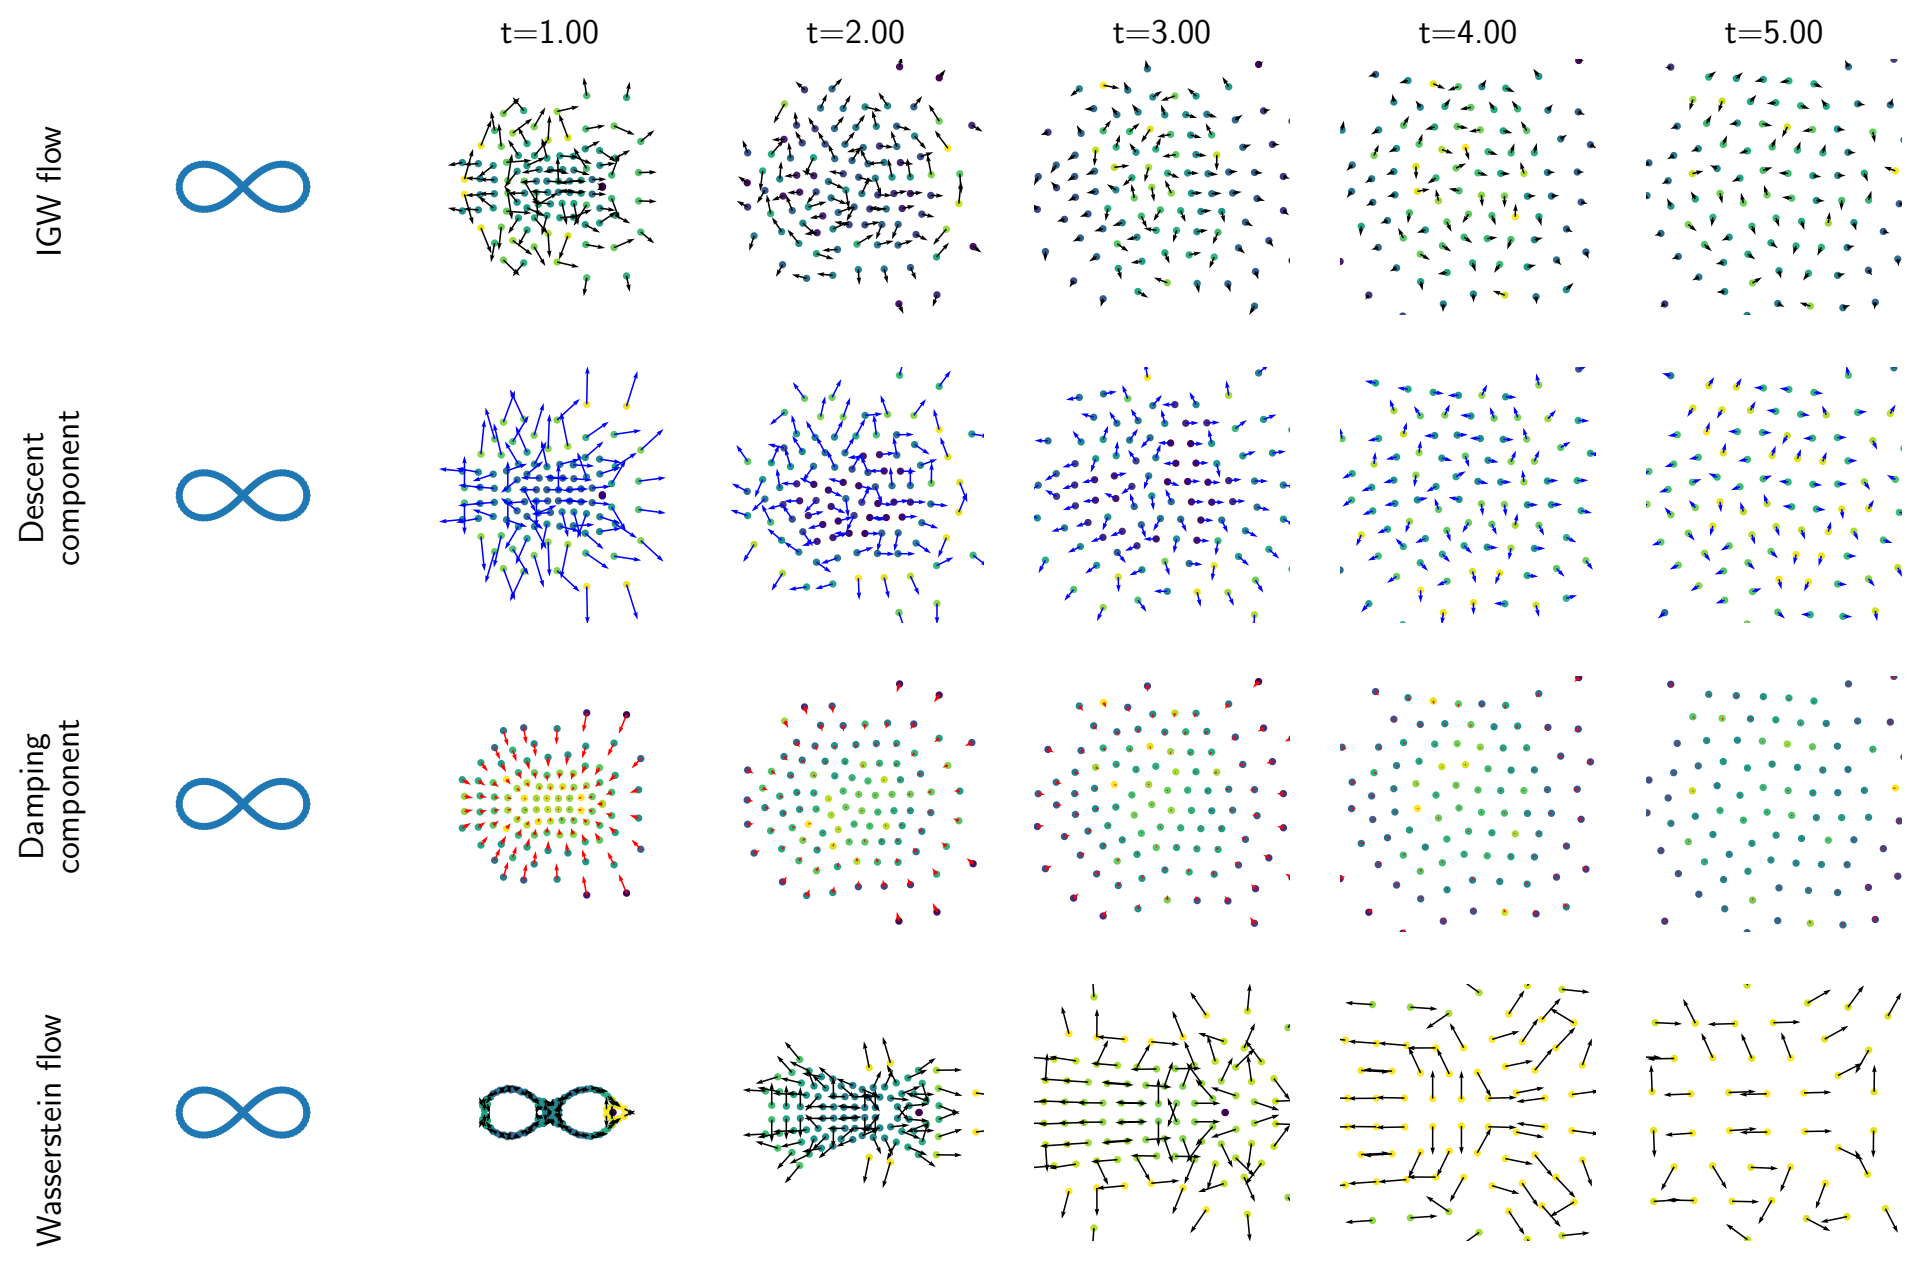 t=1.00
t=2.00
t=3.00
t=4.00
t=5.00
IGW flow
Descent
component
Damping
component
Wasserstein flow